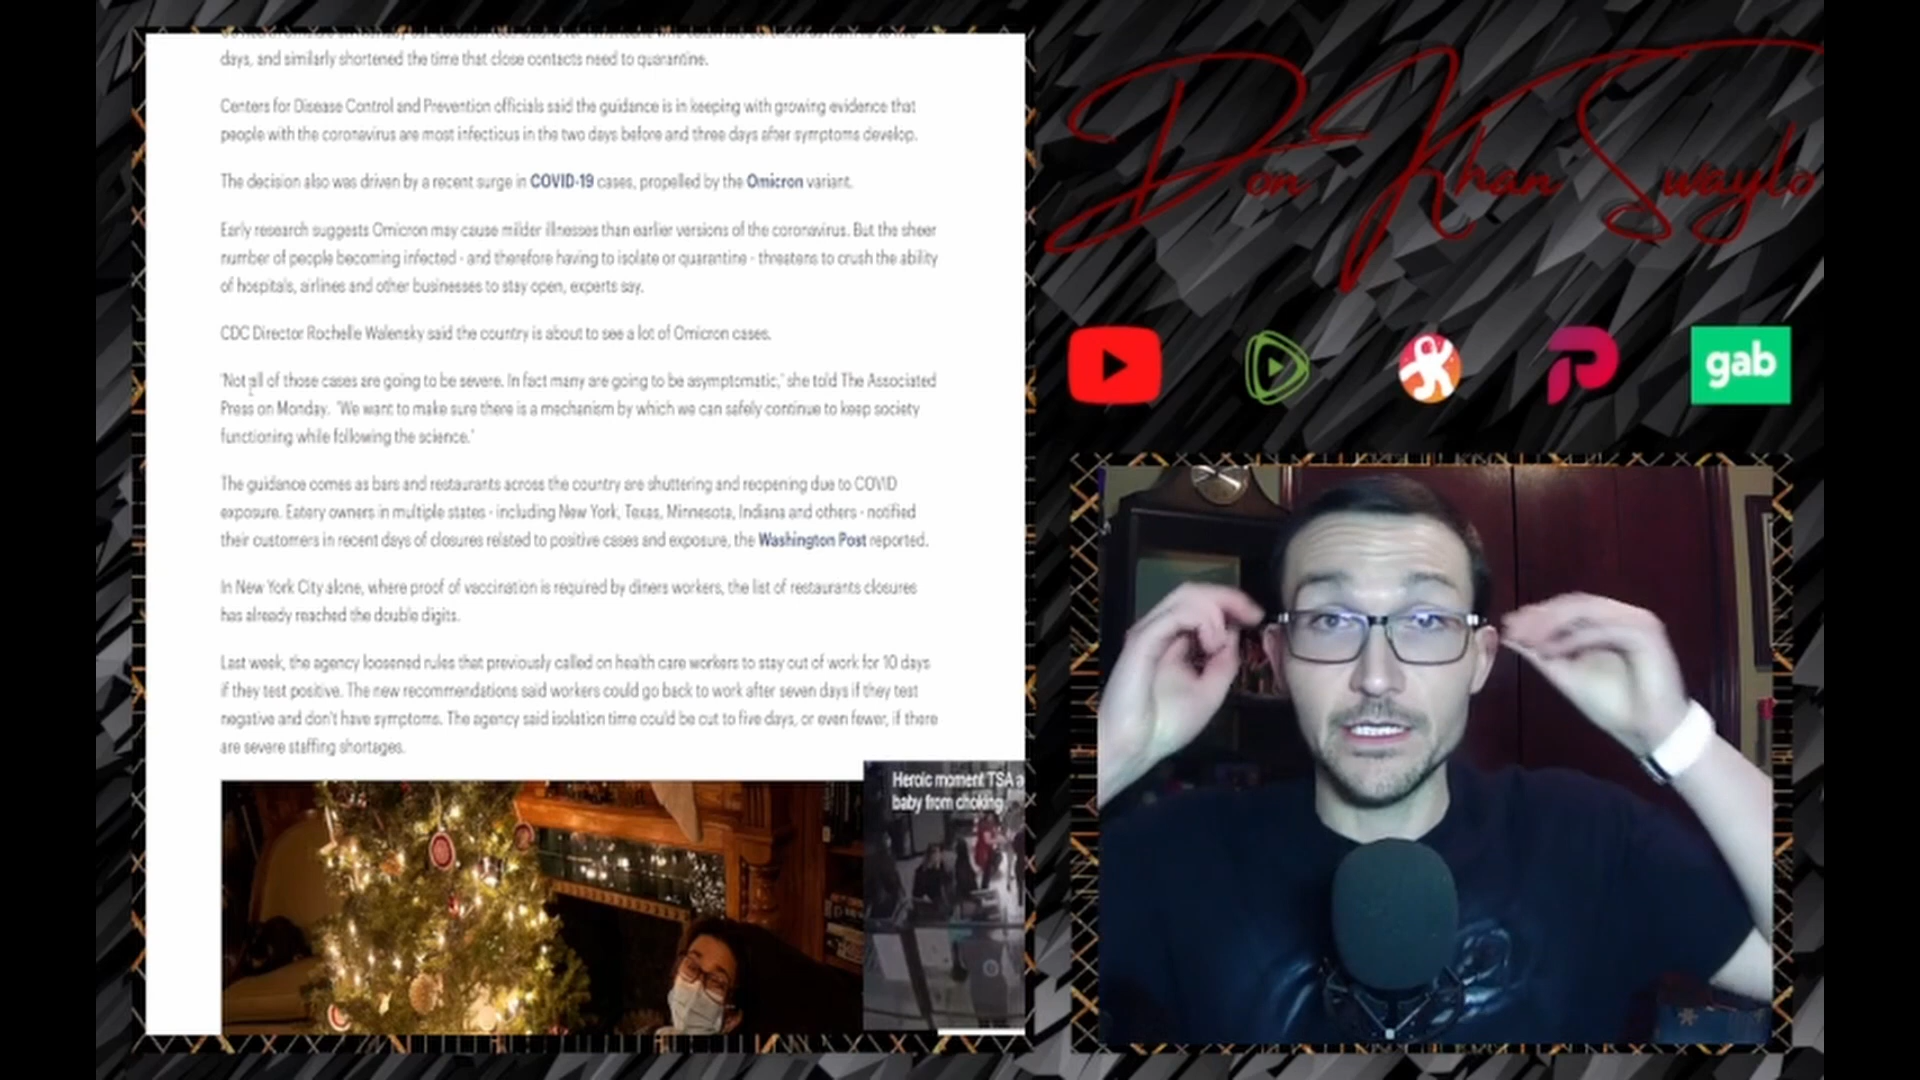 days, and similarly shortened the time that close contacts need to quarantine.
Centers for Disease Control and Prevention officials said the guidance is in keeping with growing evidence that
people with the coronavirus are most infectious in the two days before and three days after symptoms develop.
The decision also was driven by a recent surge in COVID-19 cases, propelled by the Omicron variant.
Early research suggests Omicron may cause milder illnesses than earlier versions of the coronavirus. But the sheer
number of people becoming infected - and therefore having to isolate or quarantine - threatens to crush the ability
of hospitals, airlines and other businesses to stay open, experts say.
CDC Director Rochelle Walensky said the country is about to see a lot of Omicron cases.
'Not all of those cases are going to be severe. In fact many are going to be asymptomatic,' she told The Associated
Press on Monday. 'We want to make sure there is a mechanism by which we can safely continue to keep society
functioning while following the science.'
The guidance comes as bars and restaurants across the country are shuttering and reopening due to COVID
exposure. Eatery owners in multiple states - including New York, Texas, Minnesota, Indiana and others - notified
their customers in recent days of closures related to positive cases and exposure, the Washington Post reported.
In New York City alone, where proof of vaccination is required by diners workers, the list of restaurants closures
has already reached the double digits.
Last week, the agency loosened rules that previously called on health care workers to stay out of work for 10 days
if they test positive. The new recommendations said workers could go back to work after seven days if they test
negative and don't have symptoms. The agency said isolation time could be cut to five days, or even fewer, if there
are severe staffing shortages.
Heroic moment TSA a
baby from choking
Don Khan Swaylo
gab